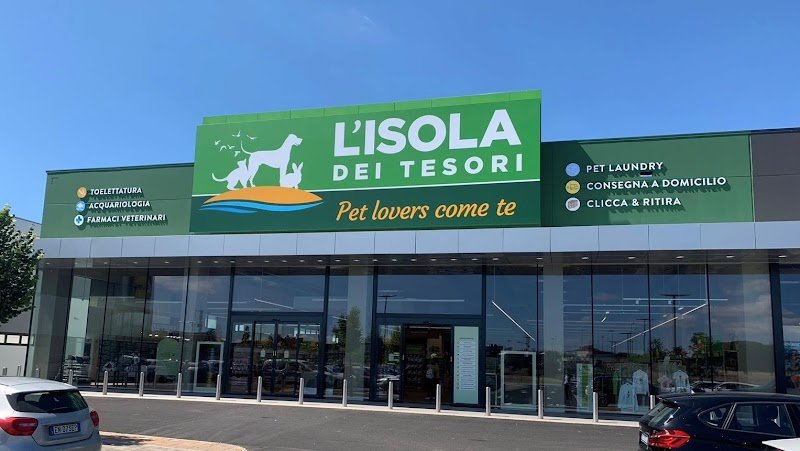 L'ISOLA
DEI TESORI
Pet lovers come te
TOELETTATURA
ACQUARIOLOGIA
FARMACI VETERINARI
PET LAUNDRY
CONSEGNA A DOMICILIO
CLICCA & RITIRA